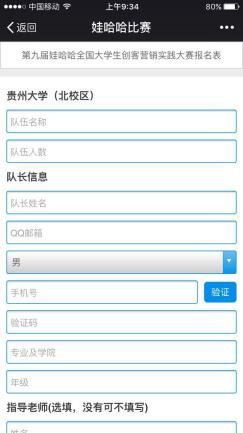 中国移动 上午9:34 80%
返回 娃哈哈比赛
第九届娃哈哈全国大学生创客营销实践大赛报名表
贵州大学（北校区）
队伍名称
队伍人数
队长信息
队长姓名
QQ邮箱
男
手机号 验证
验证码
专业及学院
年级
指导老师(选填，没有可不填写)
姓名